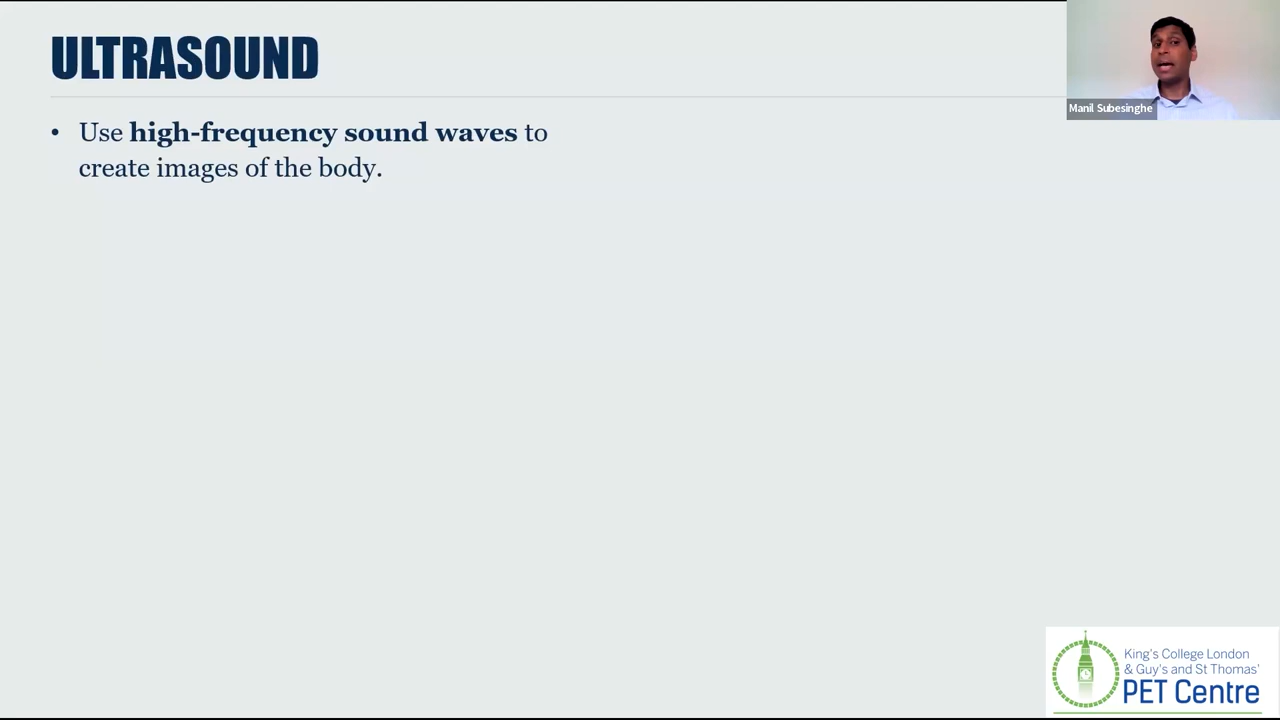 ULTRASOUND
Manil Subesinghe
• Use high-frequency sound waves to
create images of the body.
King's College London
& Guy's and St Thomas'
PET Centre